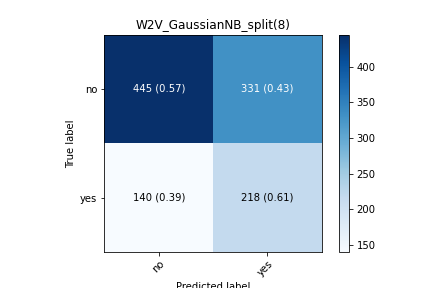 W2V_GaussianNB_split(8)
445 (0.57) 331 (0.43)
140 (0.39) 218 (0.61)
no
yes
True label
no yes
Predicted label
400
350
300
250
200
150